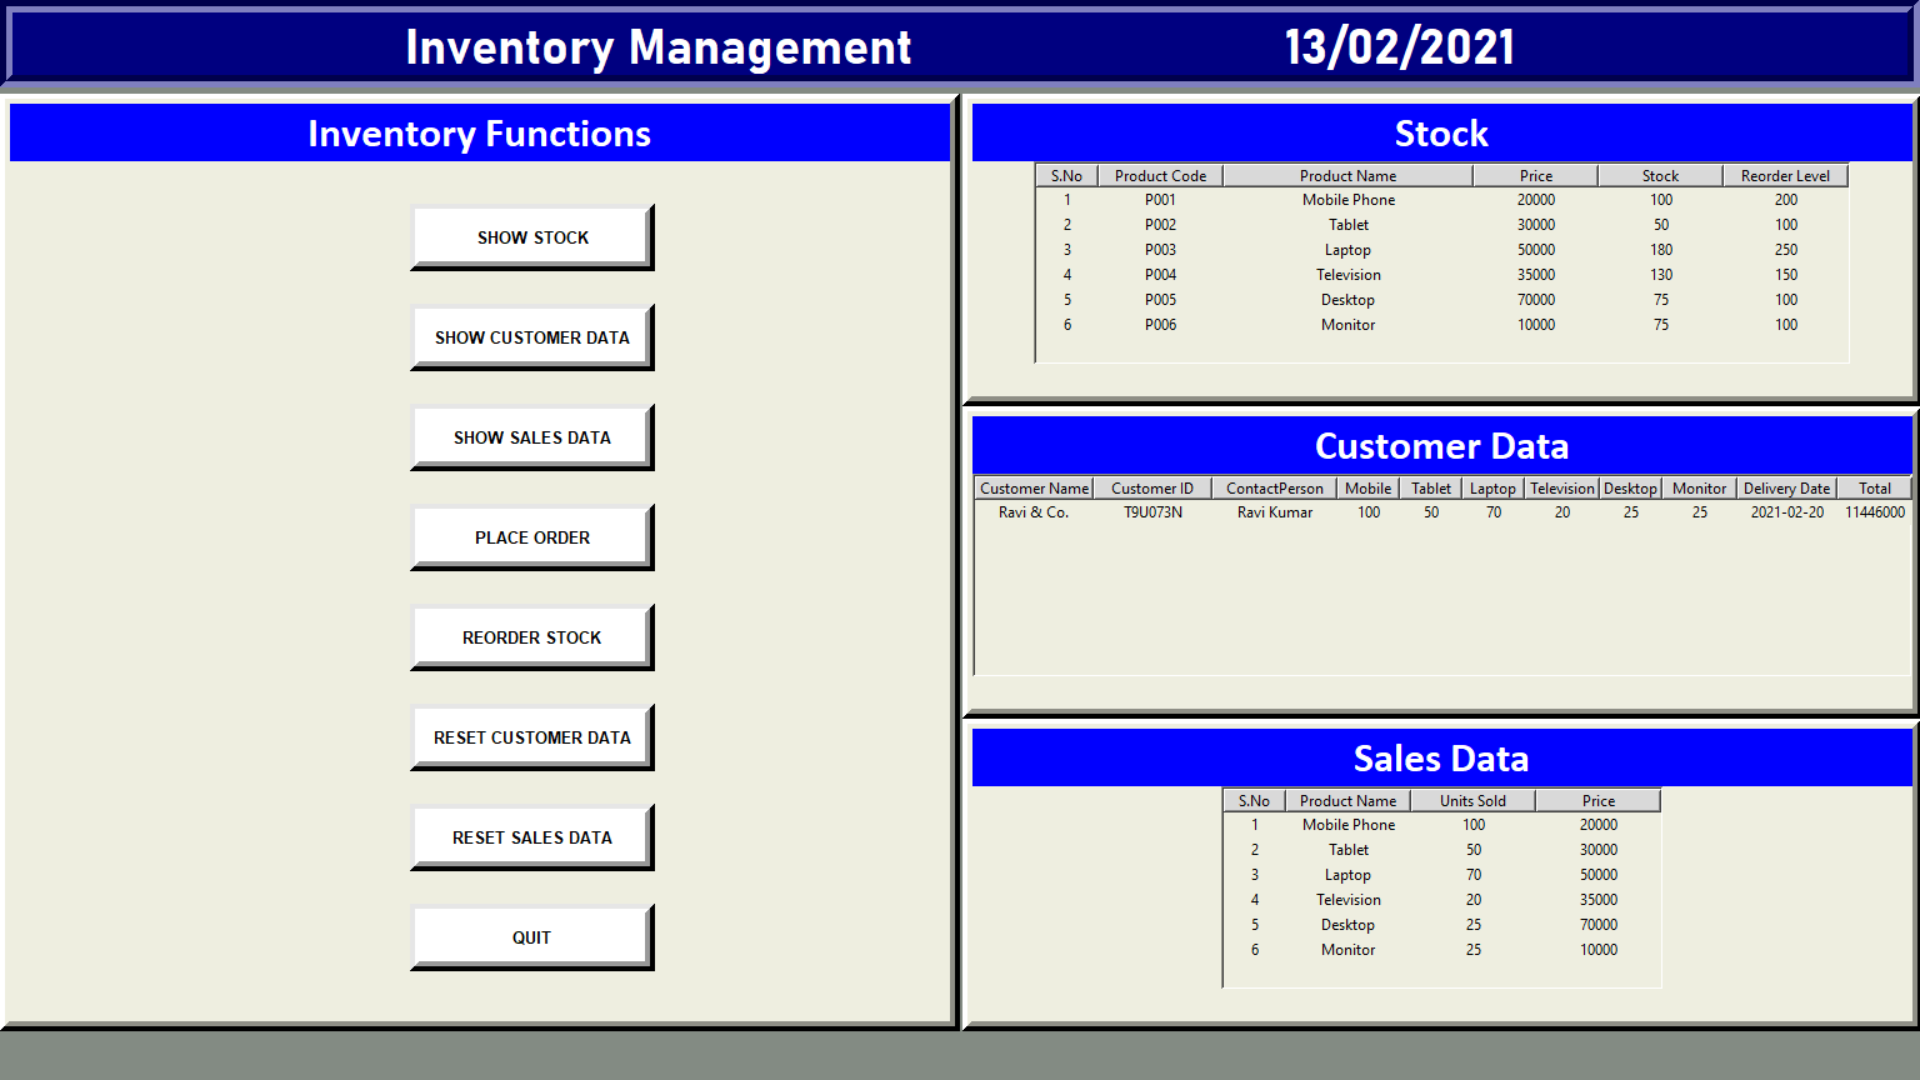 Inventory Management 13/02/2021
Inventory Functions
SHOW STOCK
SHOW CUSTOMER DATA
SHOW SALES DATA
PLACE ORDER
REORDER STOCK
RESET CUSTOMER DATA
RESET SALES DATA
QUIT
Stock
S.No Product Code Product Name Price Stock Reorder Level
1 P001 Mobile Phone 20000 100 200
2 P002 Tablet 30000 50 100
3 P003 Laptop 50000 180 250
4 P004 Television 35000 130 150
5 P005 Desktop 70000 75 100
6 P006 Monitor 10000 75 100
Customer Data
Customer Name Customer ID ContactPerson Mobile Tablet Laptop Television Desktop Monitor Delivery Date Total
Ravi & Co. T9U073N Ravi Kumar 100 50 70 20 25 25 2021-02-20 11446000
Sales Data
S.No Product Name Units Sold Price
1 Mobile Phone 100 20000
2 Tablet 50 30000
3 Laptop 70 50000
4 Television 20 35000
5 Desktop 25 70000
6 Monitor 25 10000